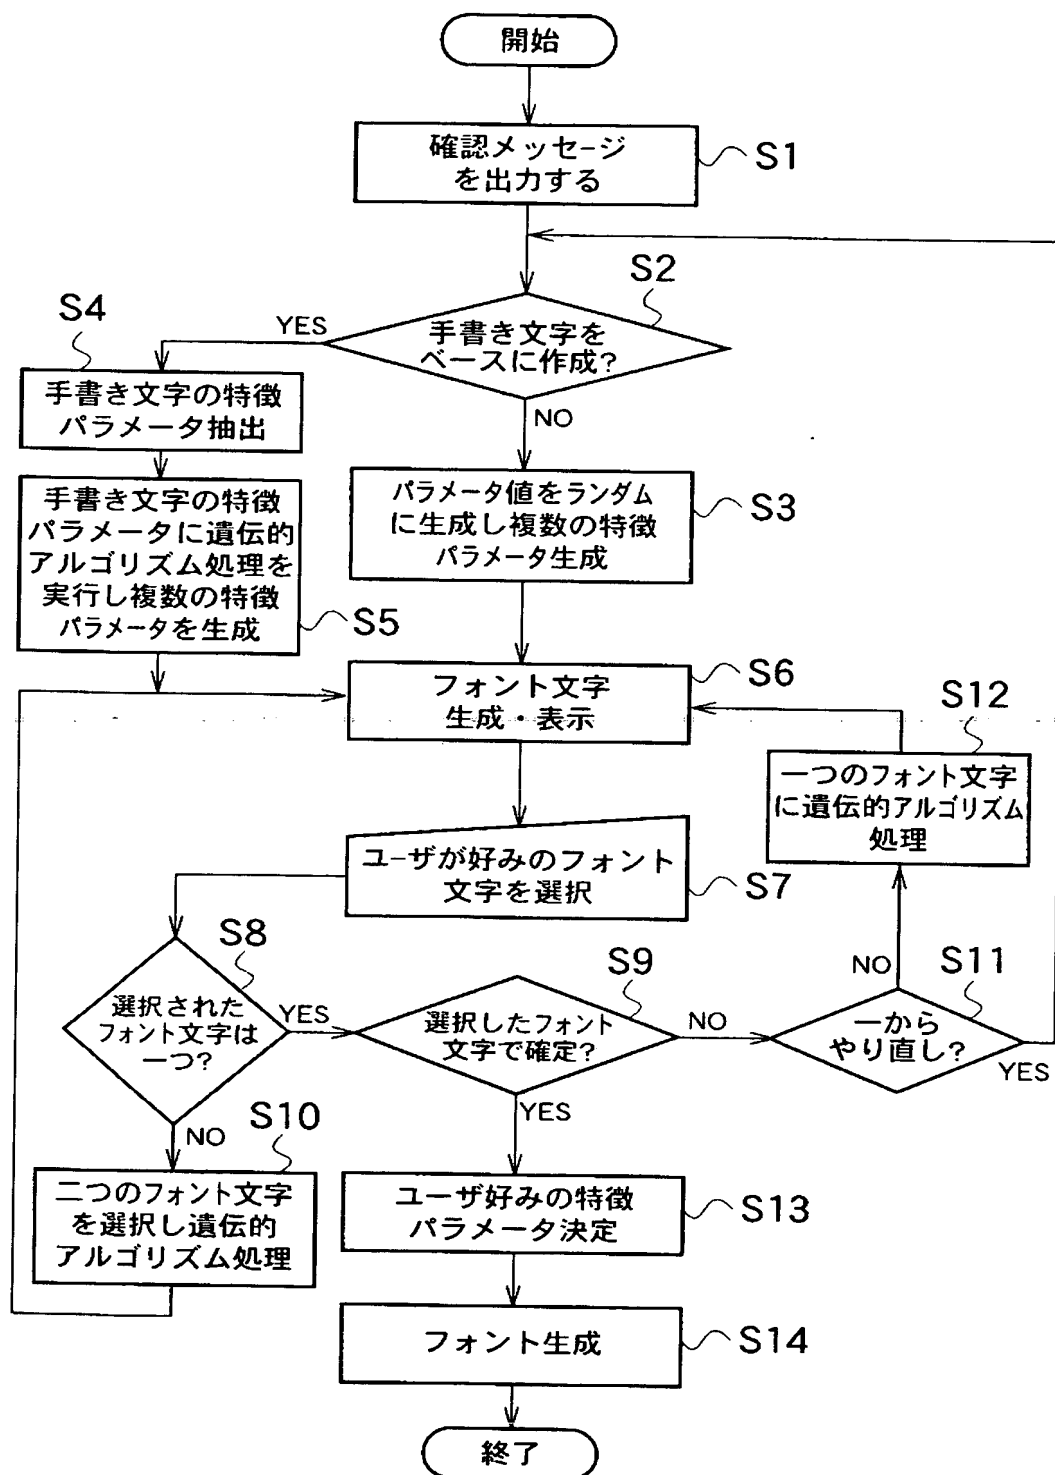 開始
確認メッセージ
を出力する
S1
S2
手書き文字を
ベースに作成?
YES
NO
S4
手書き文字の特徴
パラメータ抽出
手書き文字の特徴
パラメータに遺伝的
アルゴリズム処理を
実行し複数の特徴
パラメータを生成
S5
パラメータ値をランダム
に生成し複数の特徴
パラメータ生成
S3
フォント文字
生成・表示
S6
S12
一つのフォント文字
に遺伝的アルゴリズム
処理
ユーザが好みのフォント
文字を選択
S7
S8
選択された
フォント文字は
一つ?
YES
NO
S9
選択したフォント
文字で確定?
NO
YES
S11
一から
やり直し?
NO
YES
S10
二つのフォント文字
を選択し遺伝的
アルゴリズム処理
ユーザ好みの特徴
パラメータ決定
S13
フォント生成
S14
終了